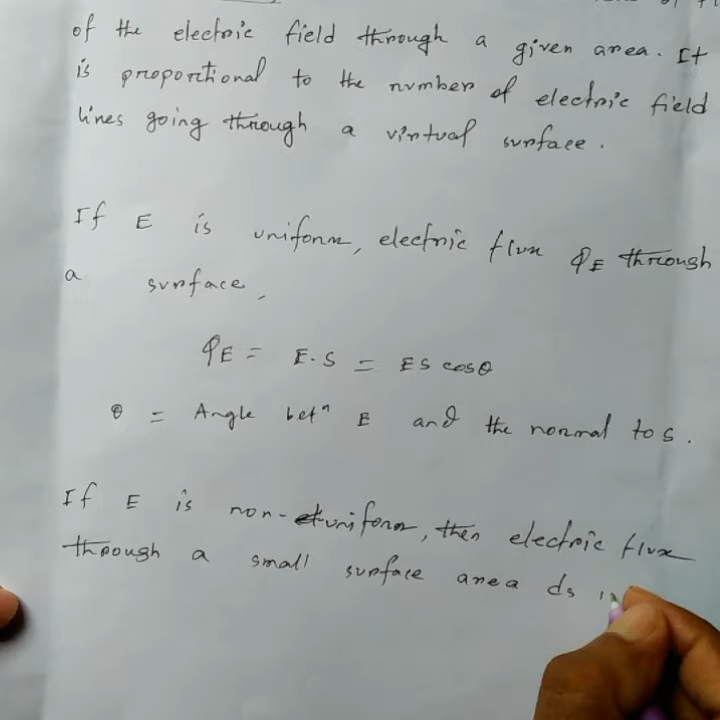 of the electric field through a given area. It
is proportional to the number of electric field
lines going through a virtual surface.
If E is uniform, electric flux φE through
a surface,
φE = E.S = ES cosθ
θ = Angle betⁿ E and the normal to S.
If E is non-uniform, then electric flux
through a small surface area ds